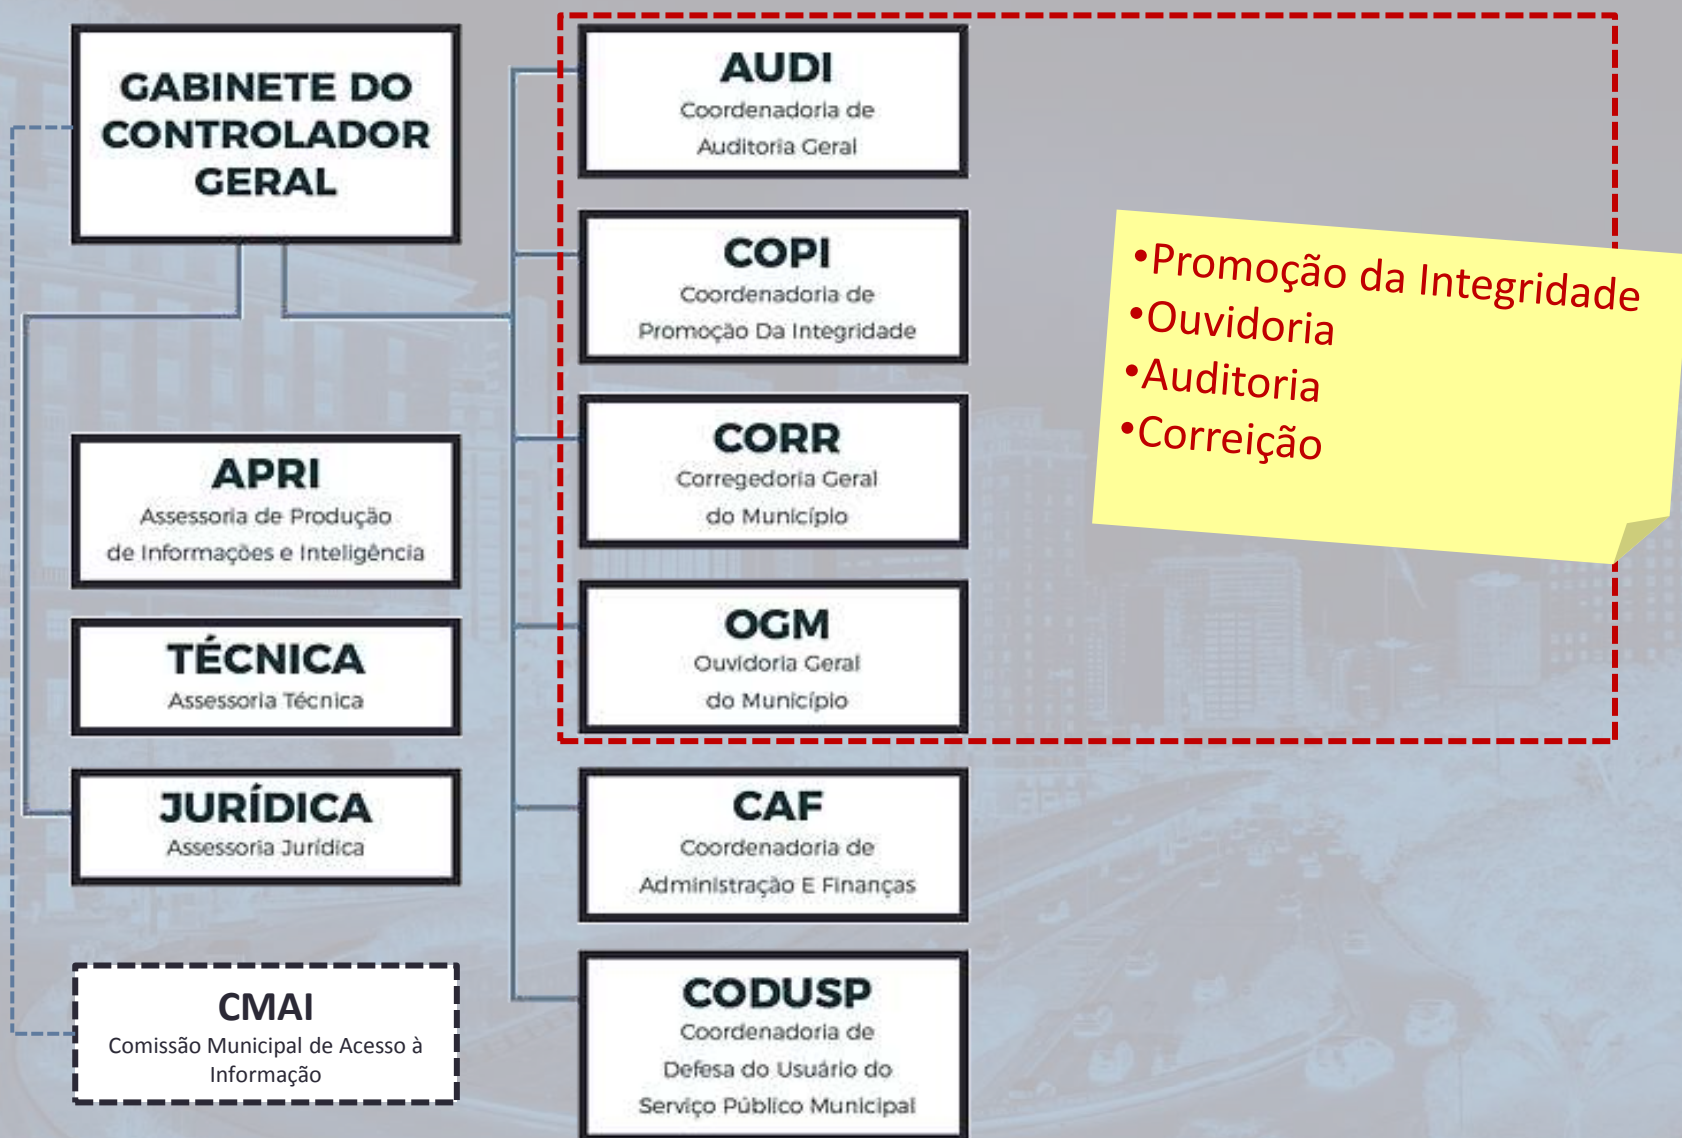 GABINETE DO
CONTROLADOR
GERAL
APRI
Assessoria de Produção
de Informações e Inteligência
TÉCNICA
Assessoria Técnica
JURÍDICA
Assessoria Jurídica
CMAI
Comissão Municipal de Acesso à
Informação
AUDI
Coordenadoria de
Auditoria Geral
COPI
Coordenadoria de
Promoção Da Integridade
CORR
Corregedoria Geral
do Município
OGM
Ouvidoria Geral
do Município
CAF
Coordenadoria de
Administração E Finanças
CODUSP
Coordenadoria de
Defesa do Usuário do
Serviço Público Municipal
•Promoção da Integridade
•Ouvidoria
•Auditoria
•Correição